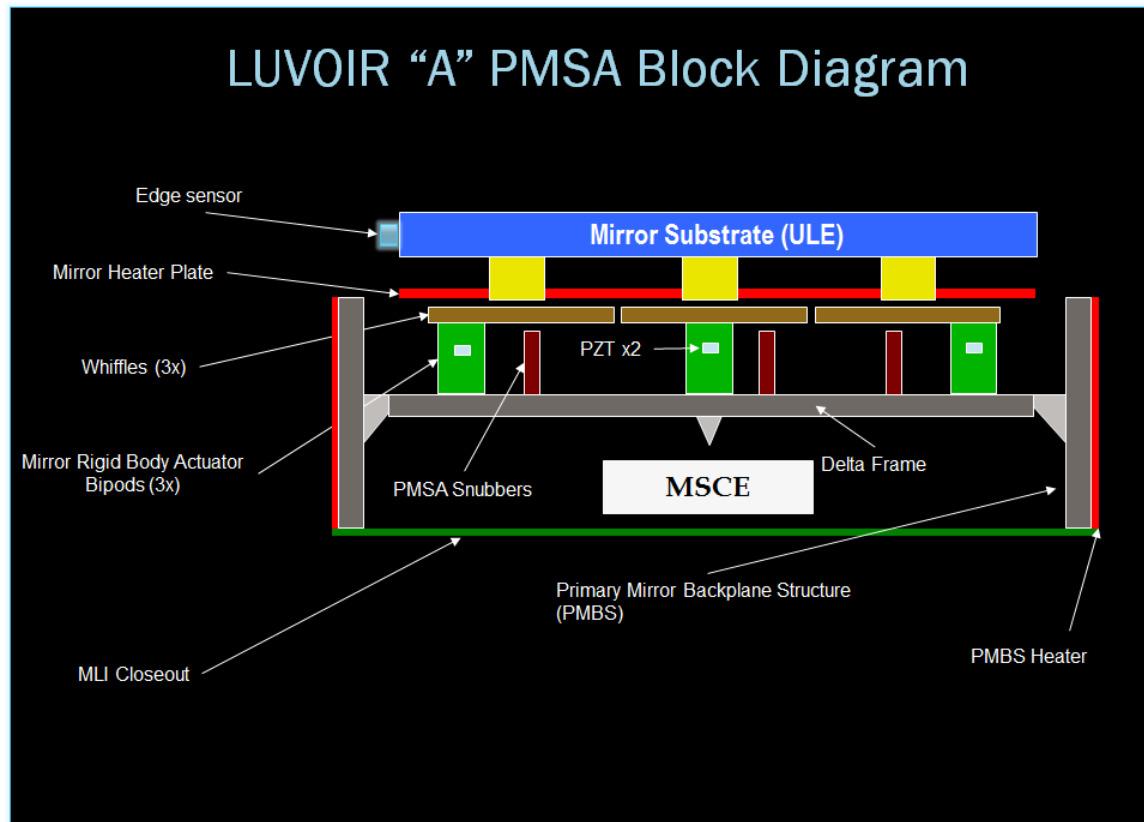 LUVOIR “A” PMSA Block Diagram
Edge sensor
Mirror Substrate (ULE)
Mirror Heater Plate
PZT x2
Whiffles (3x)
Mirror Rigid Body Actuator
Bipods (3x)
PMSA Snubbers
MSCE
Delta Frame
Primary Mirror Backplane Structure
(PMBS)
PMBS Heater
MLI Closeout